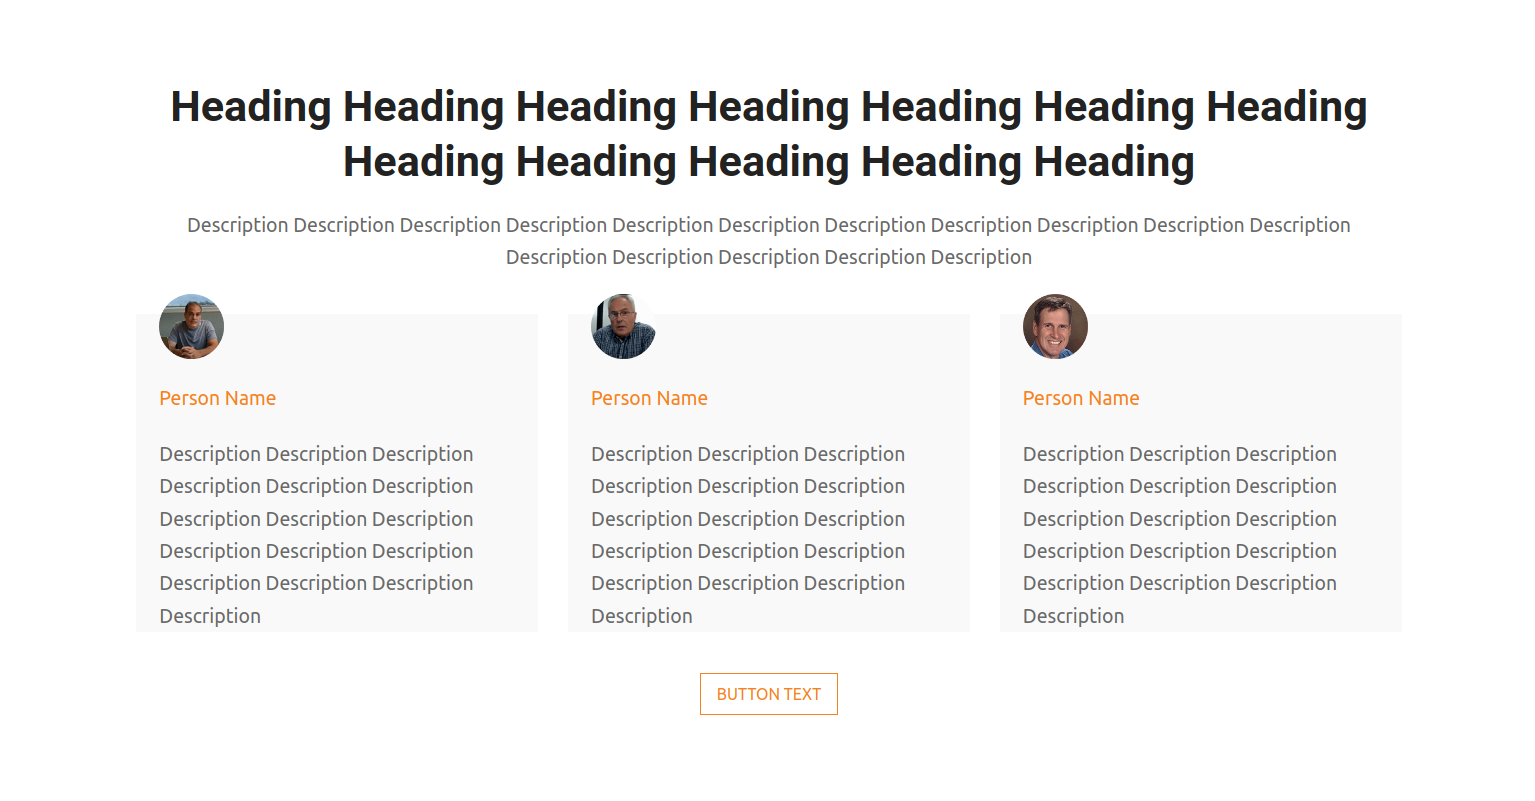 Heading Heading Heading Heading Heading Heading Heading
Heading Heading Heading Heading Heading
Description Description Description Description Description Description Description Description Description Description Description
Description Description Description Description Description
Person Name
Description Description Description
Description Description Description
Description Description Description
Description Description Description
Description Description Description
Description
Person Name
Description Description Description
Description Description Description
Description Description Description
Description Description Description
Description Description Description
Description
Person Name
Description Description Description
Description Description Description
Description Description Description
Description Description Description
Description Description Description
Description
BUTTON TEXT